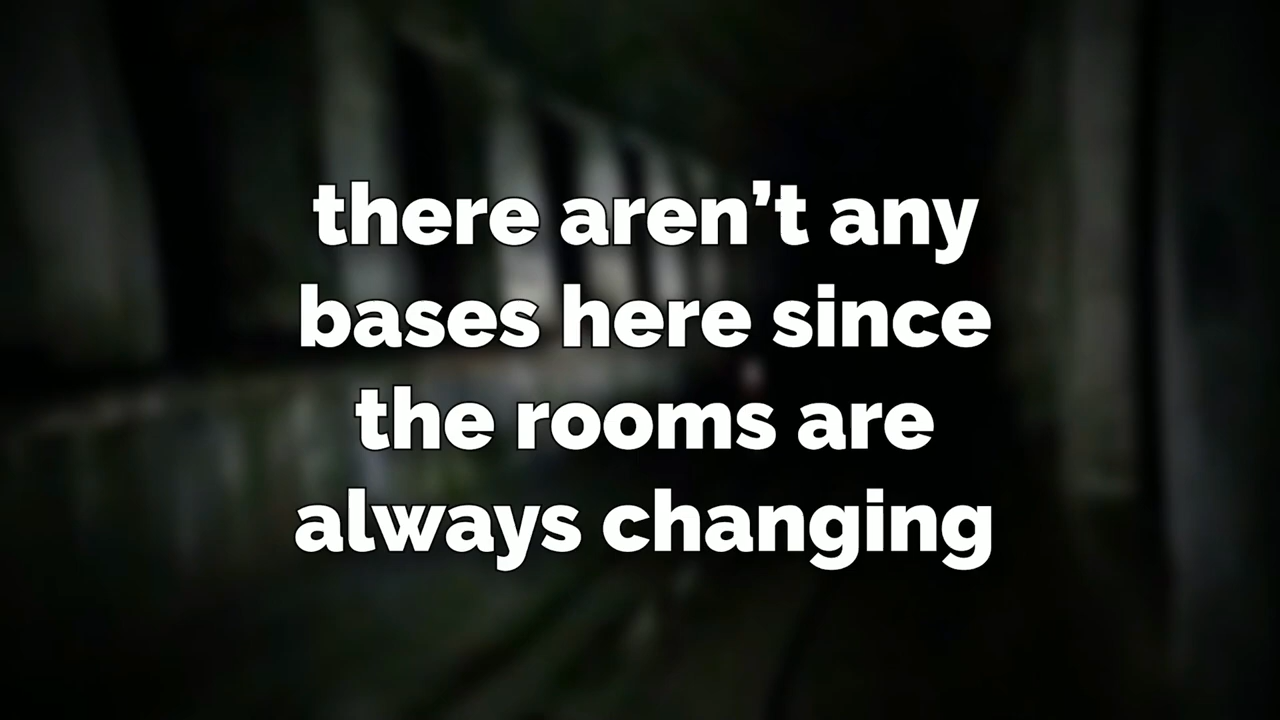 there aren’t any
bases here since
the rooms are
always changing